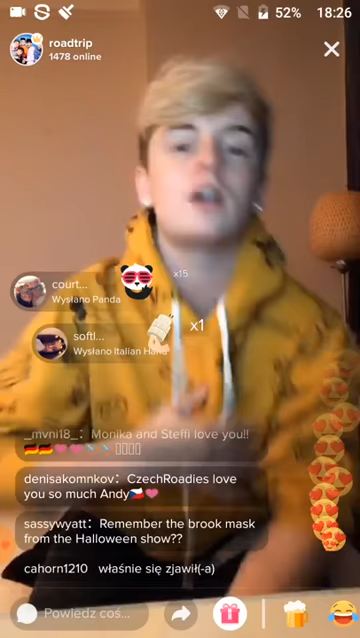 52% 18:26
roadtrip
1478 online
court...
Wysłano Panda
x15
softl...
Wysłano Italian Hand
x1
_mvni18_: Monika and Steffi love you!!
denisakomnkov: CzechRoadies love
you so much Andy
sassywyatt: Remember the brook mask
from the Halloween show??
cahorn1210 właśnie się zjawił(-a)
Powiedz coś...